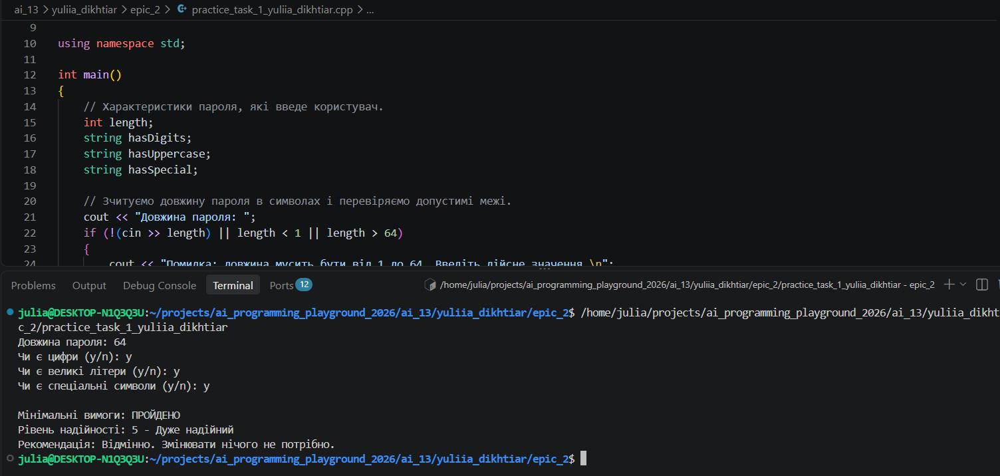 ai_13 > yuliia_dikhtiar > epic_2 > practice_task_1_yuliia_dikhtiar.cpp > ...
9
10 using namespace std;
11
12 int main()
13 {
14 // Характеристики пароля, які введе користувач.
15 int length;
16 string hasDigits;
17 string hasUppercase;
18 string hasSpecial;
19
20 // Зчитуємо довжину пароля в символах і перевіряємо допустимі межі.
21 cout << "Довжина пароля: ";
22 if (!(cin >> length) || length < 1 || length > 64)
23 {
24 cout << "Помилка: довжина мусить бути від 1 до 64. Введіть дійсне значення.\n";
Problems Output Debug Console Terminal Ports 12 /home/julia/projects/ai_programming_playground_2026/ai_13/yuliia_dikhtiar/epic_2/practice_task_1_yuliia_dikhtiar - epic_2
julia@DESKTOP-N1Q3Q3U:~/projects/ai_programming_playground_2026/ai_13/yuliia_dikhtiar/epic_2$ /home/julia/projects/ai_programming_playground_2026/ai_13/yuliia_dikht
c_2/practice_task_1_yuliia_dikhtiar
Довжина пароля: 64
Чи є цифри (y/n): y
Чи є великі літери (y/n): y
Чи є спеціальні символи (y/n): y
Мінімальні вимоги: ПРОЙДЕНО
Рівень надійності: 5 - Дуже надійний
Рекомендація: Відмінно. Змінювати нічого не потрібно.
julia@DESKTOP-N1Q3Q3U:~/projects/ai_programming_playground_2026/ai_13/yuliia_dikhtiar/epic_2$